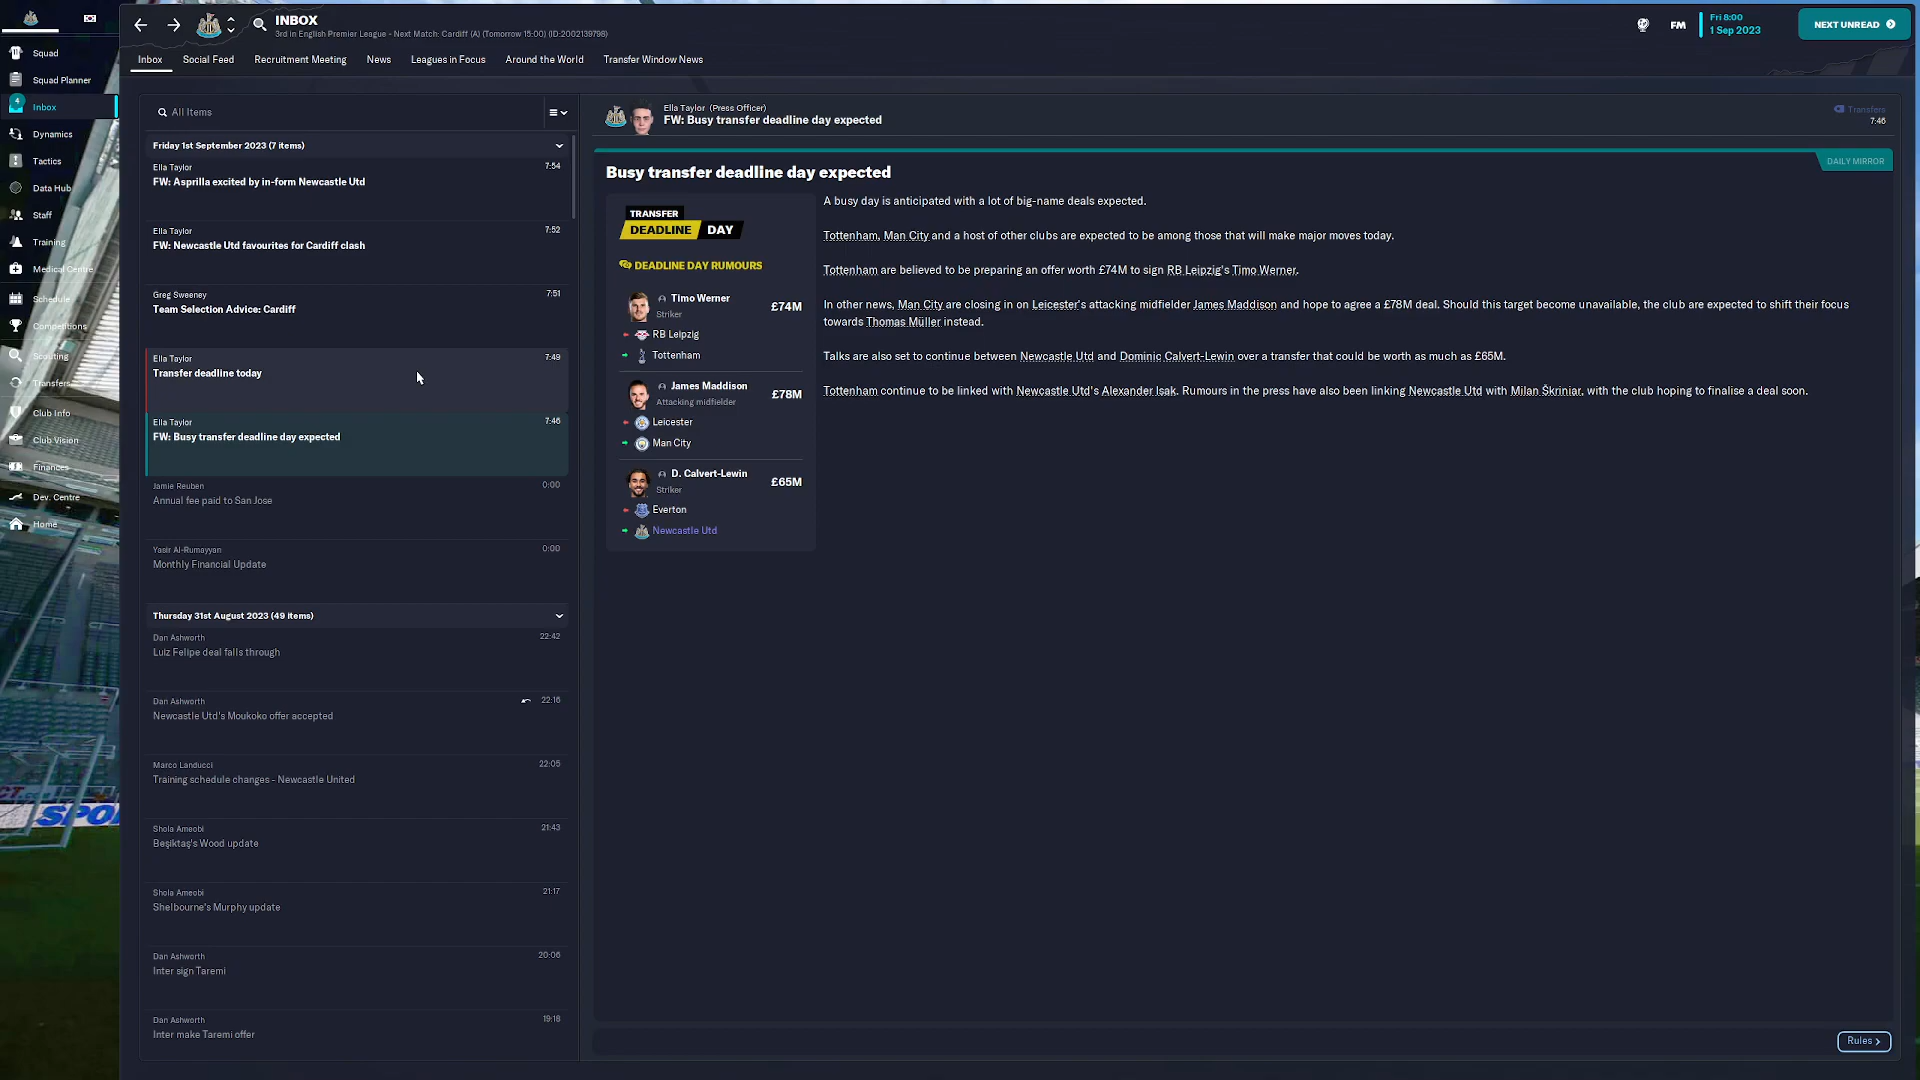 INBOX
3rd in English Premier League - Next Match: Cardiff (A) (Tomorrow 15:00) (ID:2002139798)
FM
Fri 8:00
1 Sep 2023
NEXT UNREAD
Squad
Squad Planner
4
Inbox
Dynamics
Tactics
Data Hub
Staff
Training
Medical Centre
Schedule
Competitions
Scouting
Transfers
Club Info
Club Vision
Finances
Dev. Centre
Home
Inbox
Social Feed
Recruitment Meeting
News
Leagues in Focus
Around the World
Transfer Window News
All Items
Friday 1st September 2023 (7 items)
Ella Taylor 7:54
FW: Asprilla excited by in-form Newcastle Utd
Ella Taylor 7:52
FW: Newcastle Utd favourites for Cardiff clash
Greg Sweeney 7:51
Team Selection Advice: Cardiff
Ella Taylor 7:49
Transfer deadline today
Ella Taylor 7:46
FW: Busy transfer deadline day expected
Jamie Reuben 0:00
Annual fee paid to San Jose
Yasir Al-Rumayyan 0:00
Monthly Financial Update
Thursday 31st August 2023 (49 items)
Dan Ashworth 22:42
Luiz Felipe deal falls through
Dan Ashworth 22:16
Newcastle Utd's Moukoko offer accepted
Marco Landucci 22:05
Training schedule changes - Newcastle United
Shola Ameobi 21:43
Beşiktaş's Wood update
Shola Ameobi 21:17
Shelbourne's Murphy update
Dan Ashworth 20:06
Inter sign Taremi
Dan Ashworth 19:18
Inter make Taremi offer
Ella Taylor (Press Officer)
FW: Busy transfer deadline day expected
Transfers
7:46
DAILY MIRROR
Busy transfer deadline day expected
TRANSFER
DEADLINE DAY
DEADLINE DAY RUMOURS
Timo Werner
Striker
£74M
RB Leipzig
Tottenham
James Maddison
Attacking midfielder
£78M
Leicester
Man City
D. Calvert-Lewin
Striker
£65M
Everton
Newcastle Utd
A busy day is anticipated with a lot of big-name deals expected.
Tottenham, Man City and a host of other clubs are expected to be among those that will make major moves today.
Tottenham are believed to be preparing an offer worth £74M to sign RB Leipzig's Timo Werner.
In other news, Man City are closing in on Leicester's attacking midfielder James Maddison and hope to agree a £78M deal. Should this target become unavailable, the club are expected to shift their focus
towards Thomas Müller instead.
Talks are also set to continue between Newcastle Utd and Dominic Calvert-Lewin over a transfer that could be worth as much as £65M.
Tottenham continue to be linked with Newcastle Utd's Alexander Isak. Rumours in the press have also been linking Newcastle Utd with Milan Škriniar, with the club hoping to finalise a deal soon.
Rules